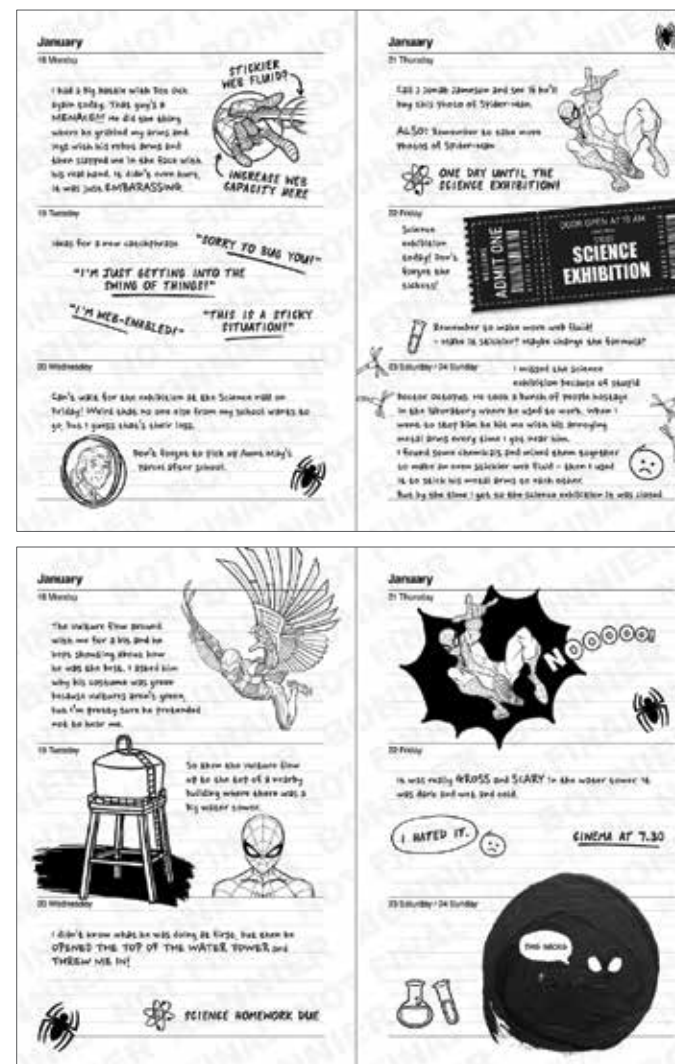 January
18 Monday
I had a big battle with Doc Ock
again today. That guy's a
MENACE!!! He did the thing
where he grabbed my arms and
legs with his robot arms and
then slapped me in the face with
his real hand. It didn't even hurt,
it was just EMBARASSING.
STICKIER
WEB FLUID?
INCREASE WEB
CAPACITY HERE
19 Tuesday
Ideas for a new catchphrase
"SORRY TO BUG YOU!"
"I'M JUST GETTING INTO THE
SWING OF THINGS!"
"I'M WEB-ENABLED!"
"THIS IS A STICKY
SITUATION!"
20 Wednesday
Can't wait for the exhibition at the Science Hall on
Friday! Weird that no one else from my school wants to
go, but I guess that's their loss.
Don't forget to pick up Aunt May's
parcel after school.
January
21 Thursday
Call J Jonah Jameson and see if he'll
buy this photo of Spider-Man.
ALSO! Remember to take more
photos of Spider-Man
ONE DAY UNTIL THE
SCIENCE EXHIBITION!
22 Friday
Science
exhibition
today! Don't
forget the
tickets!
ADMIT ONE
DOOR OPEN AT 10 AM
SCIENCE
EXHIBITION
Remember to make more web fluid!
- Make it stickier? Maybe change the formula?
23 Saturday / 24 Sunday
I missed the science
exhibition because of stupid
Doctor Octopus. He took a bunch of people hostage
in the laboratory where he used to work. When I
went to stop him he hit me with his annoying
metal arms every time I got near him.
I found some chemicals and mixed them together
to make an even stickier web fluid - then I used
it to stick his metal arms to each other.
But by the time I got to the science exhibition it was closed.
January
18 Monday
The Vulture flew around
with me for a bit and he
kept shouting about how
he was the best. I asked him
why his costume was green
because vultures aren't green,
but I'm pretty sure he pretended
not to hear me.
19 Tuesday
So then the Vulture flew
up to the top of a nearby
building where there was a
big water tower.
20 Wednesday
I didn't know what he was doing at first, but then he
OPENED THE TOP OF THE WATER TOWER and
THREW ME IN!
SCIENCE HOMEWORK DUE
January
21 Thursday
NOOOOO!
22 Friday
It was really GROSS and SCARY in the water tower. It
was dark and wet and cold.
I HATED IT.
CINEMA AT 7.30
23 Saturday / 24 Sunday
THIS SUCKS